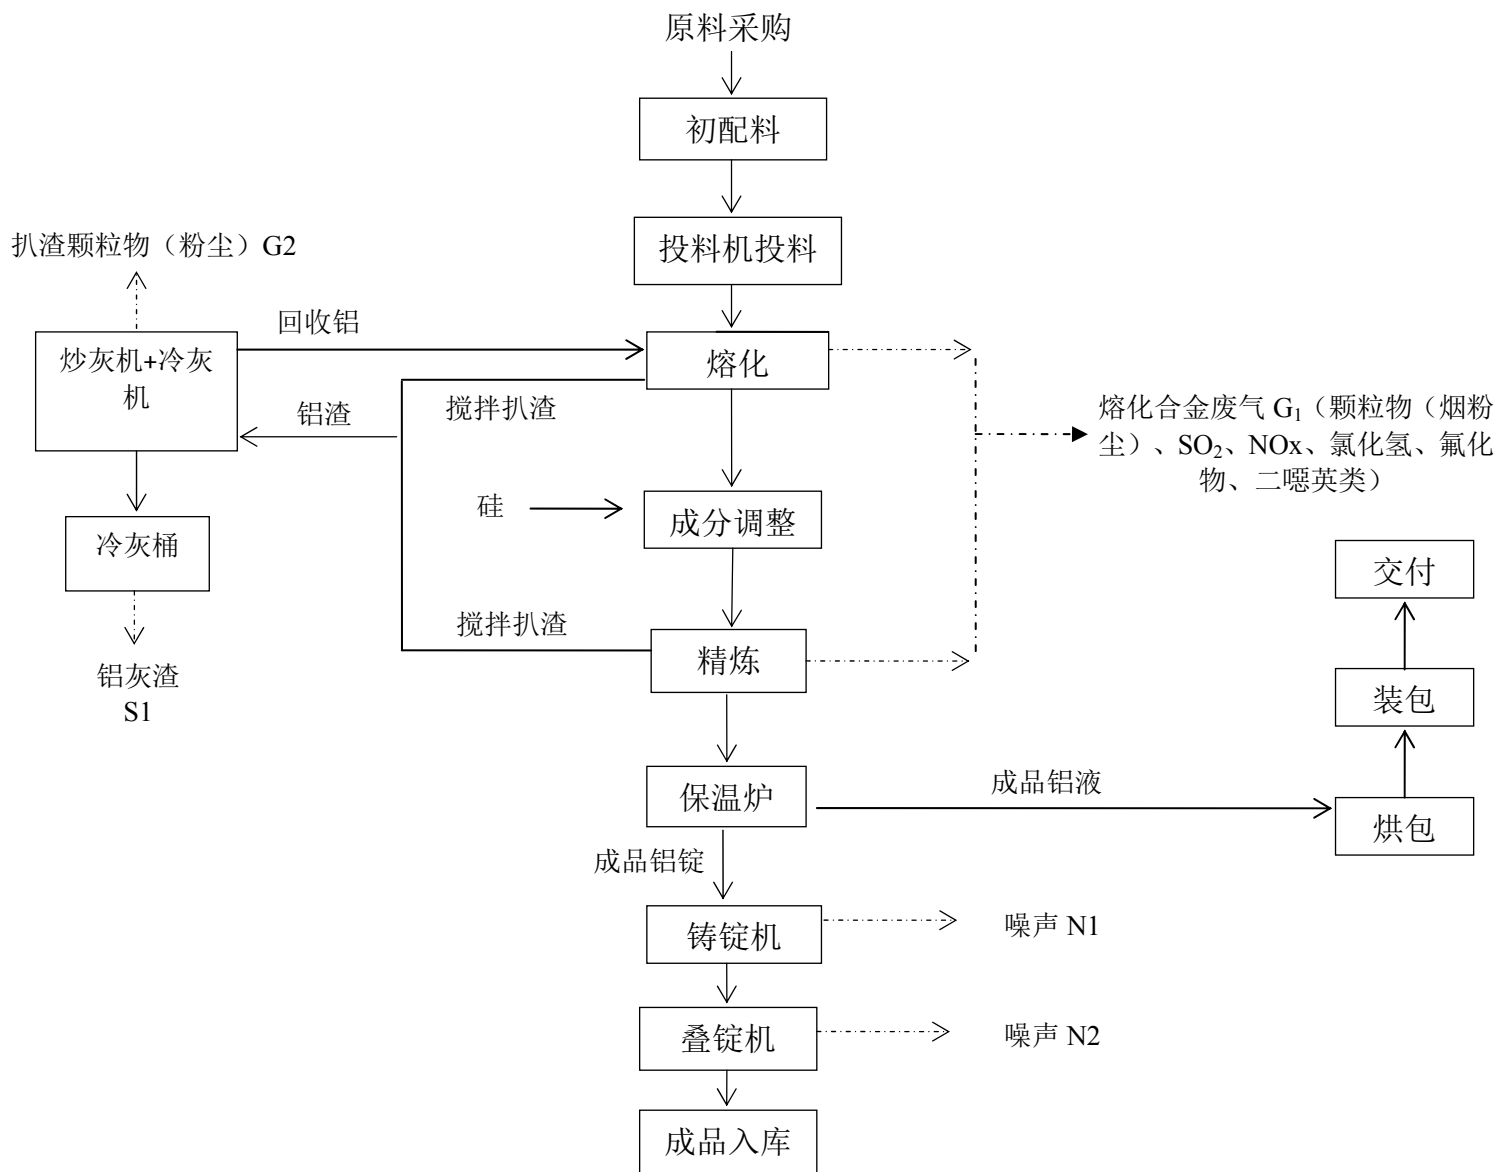 原料采购
初配料
投料机投料
扒渣颗粒物（粉尘）G2
回收铝
炒灰机+冷灰
机
熔化
搅拌扒渣
铝渣
熔化合金废气 G₁（颗粒物（烟粉
尘）、SO₂、NOx、氯化氢、氟化
物、二噁英类）
硅
成分调整
冷灰桶
交付
搅拌扒渣
精炼
铝灰渣
S1
装包
保温炉
成品铝液
烘包
成品铝锭
铸锭机
噪声 N1
叠锭机
噪声 N2
成品入库